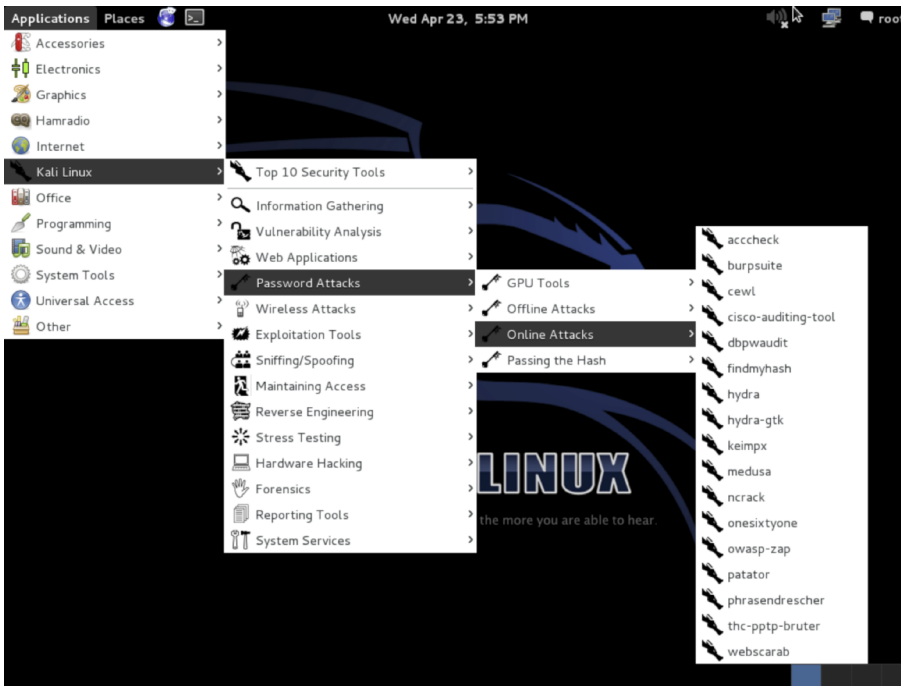 Applications Places
Wed Apr 23, 5:53 PM
Accessories
Electronics
Graphics
Hamradio
Internet
Kali Linux
Office
Programming
Sound & Video
System Tools
Universal Access
Other
Top 10 Security Tools
Information Gathering
Vulnerability Analysis
Web Applications
Password Attacks
Wireless Attacks
Exploitation Tools
Sniffing/Spoofing
Maintaining Access
Reverse Engineering
Stress Testing
Hardware Hacking
Forensics
Reporting Tools
System Services
GPU Tools
Offline Attacks
Online Attacks
Passing the Hash
acccheck
burpsuite
cewl
cisco-auditing-tool
dbpwaudit
findmyhash
hydra
hydra-gtk
keimpx
medusa
ncrack
onesixtyone
owasp-zap
patator
phrasendrescher
thc-pptp-bruter
webscarab
LINUX
the more you are able to hear.